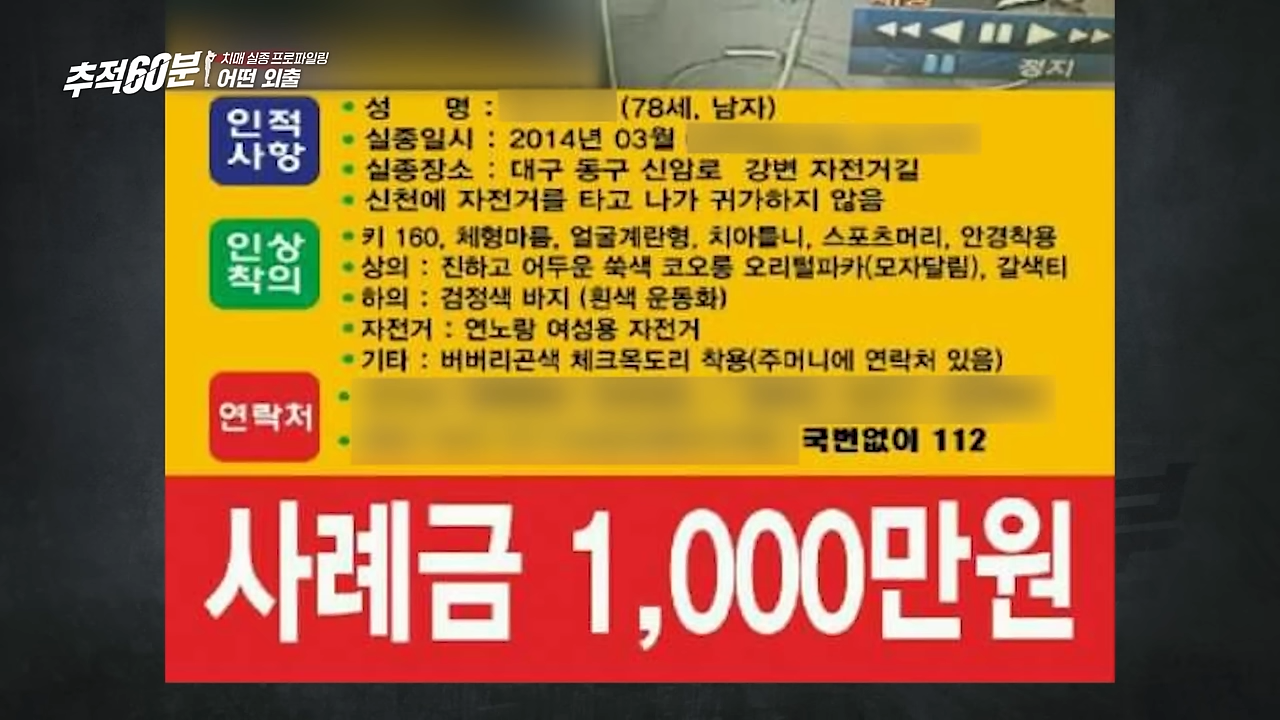 추적60분
치매 실종 프로파일링
어떤 외출
정지
인적
사항
성 명 : (78세, 남자)
실종일시 : 2014년 03월
실종장소 : 대구 동구 신암로 강변 자전거길
신천에 자전거를 타고 나가 귀가하지 않음
인상
착의
키 160, 체형마름, 얼굴계란형, 치아틀니, 스포츠머리, 안경착용
상의 : 진하고 어두운 쑥색 코오롱 오리털파카(모자달림), 갈색티
하의 : 검정색 바지 (흰색 운동화)
자전거 : 연노랑 여성용 자전거
기타 : 버버리곤색 체크목도리 착용(주머니에 연락처 있음)
연락처
국번없이 112
사례금 1,000만원